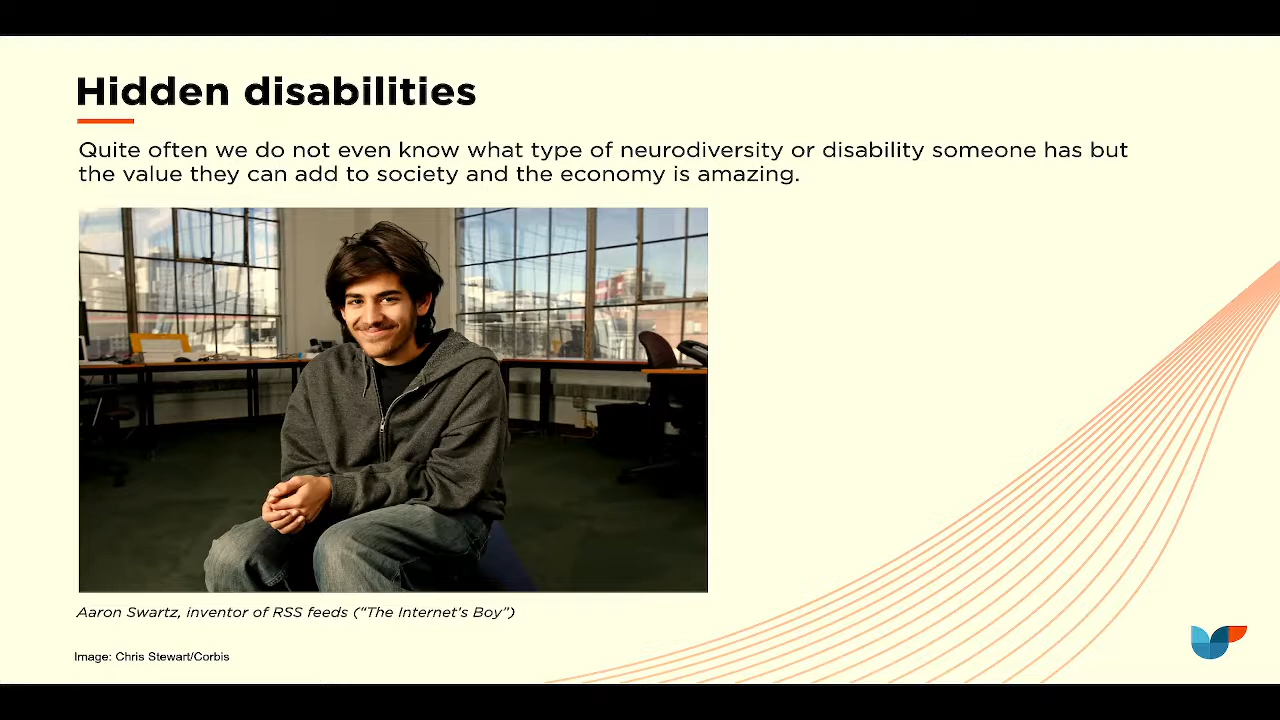 Hidden disabilities
Quite often we do not even know what type of neurodiversity or disability someone has but
the value they can add to society and the economy is amazing.
Aaron Swartz, inventor of RSS feeds (“The Internet’s Boy”)
Image: Chris Stewart/Corbis